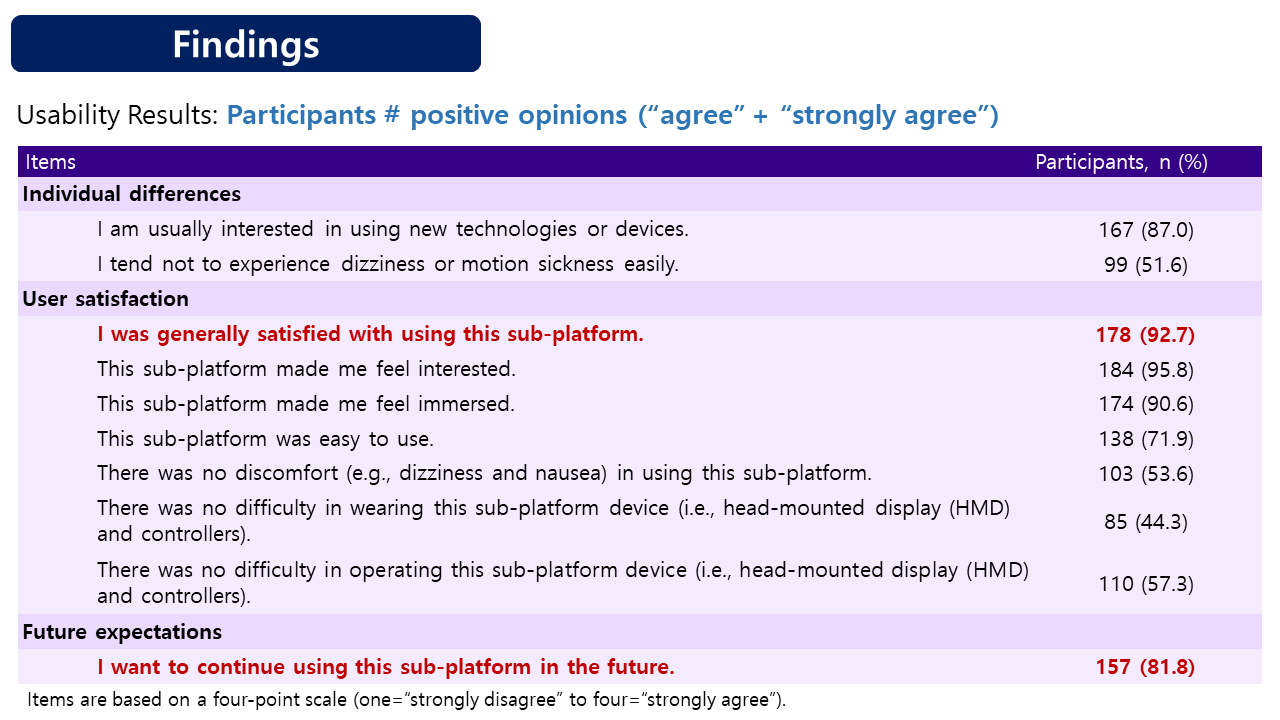 Findings
Usability Results: Participants # positive opinions (“agree” + “strongly agree”)
Items Participants, n (%)
Individual differences
I am usually interested in using new technologies or devices. 167 (87.0)
I tend not to experience dizziness or motion sickness easily. 99 (51.6)
User satisfaction
I was generally satisfied with using this sub-platform. 178 (92.7)
This sub-platform made me feel interested. 184 (95.8)
This sub-platform made me feel immersed. 174 (90.6)
This sub-platform was easy to use. 138 (71.9)
There was no discomfort (e.g., dizziness and nausea) in using this sub-platform. 103 (53.6)
There was no difficulty in wearing this sub-platform device (i.e., head-mounted display (HMD)
and controllers). 85 (44.3)
There was no difficulty in operating this sub-platform device (i.e., head-mounted display (HMD)
and controllers). 110 (57.3)
Future expectations
I want to continue using this sub-platform in the future. 157 (81.8)
Items are based on a four-point scale (one=“strongly disagree” to four=“strongly agree”).